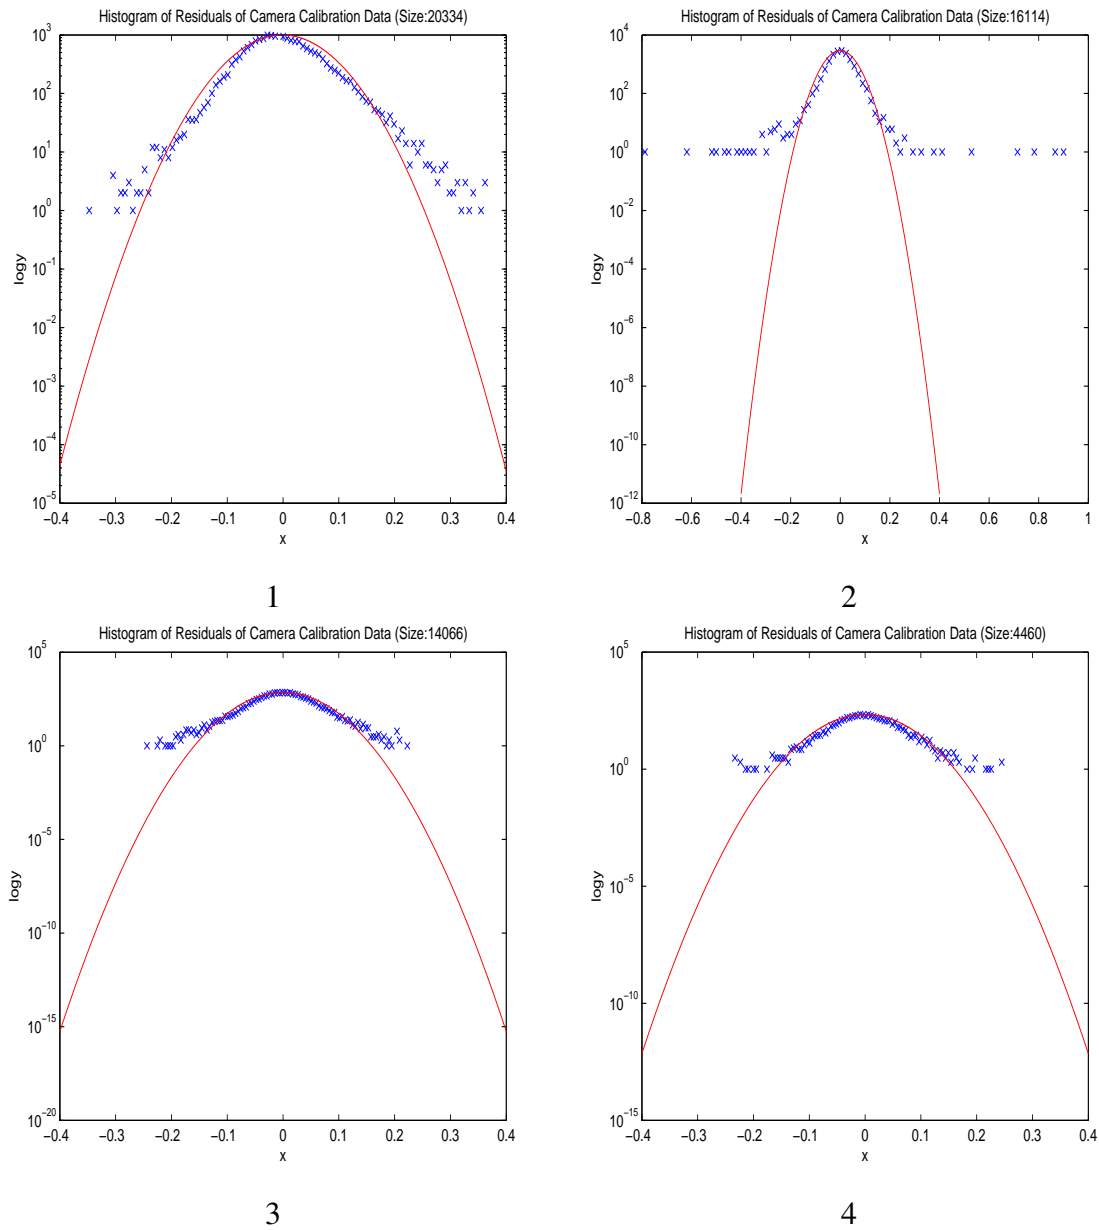 Histogram of Residuals of Camera Calibration Data (Size:20334)
10^3
10^2
10^1
10^0
10^−1
10^−2
10^−3
10^−4
10^−5
logy
−0.4 −0.3 −0.2 −0.1 0 0.1 0.2 0.3 0.4
x
1
Histogram of Residuals of Camera Calibration Data (Size:16114)
10^4
10^2
10^0
10^−2
10^−4
10^−6
10^−8
10^−10
10^−12
logy
−0.8 −0.6 −0.4 −0.2 0 0.2 0.4 0.6 0.8 1
x
2
Histogram of Residuals of Camera Calibration Data (Size:14066)
10^5
10^0
10^−5
10^−10
10^−15
10^−20
logy
−0.4 −0.3 −0.2 −0.1 0 0.1 0.2 0.3 0.4
x
3
Histogram of Residuals of Camera Calibration Data (Size:4460)
10^5
10^0
10^−5
10^−10
10^−15
logy
−0.4 −0.3 −0.2 −0.1 0 0.1 0.2 0.3 0.4
x
4